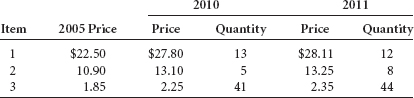 2010 2011
Item 2005 Price Price Quantity Price Quantity
1 $22.50 $27.80 13 $28.11 12
2 10.90 13.10 5 13.25 8
3 1.85 2.25 41 2.35 44